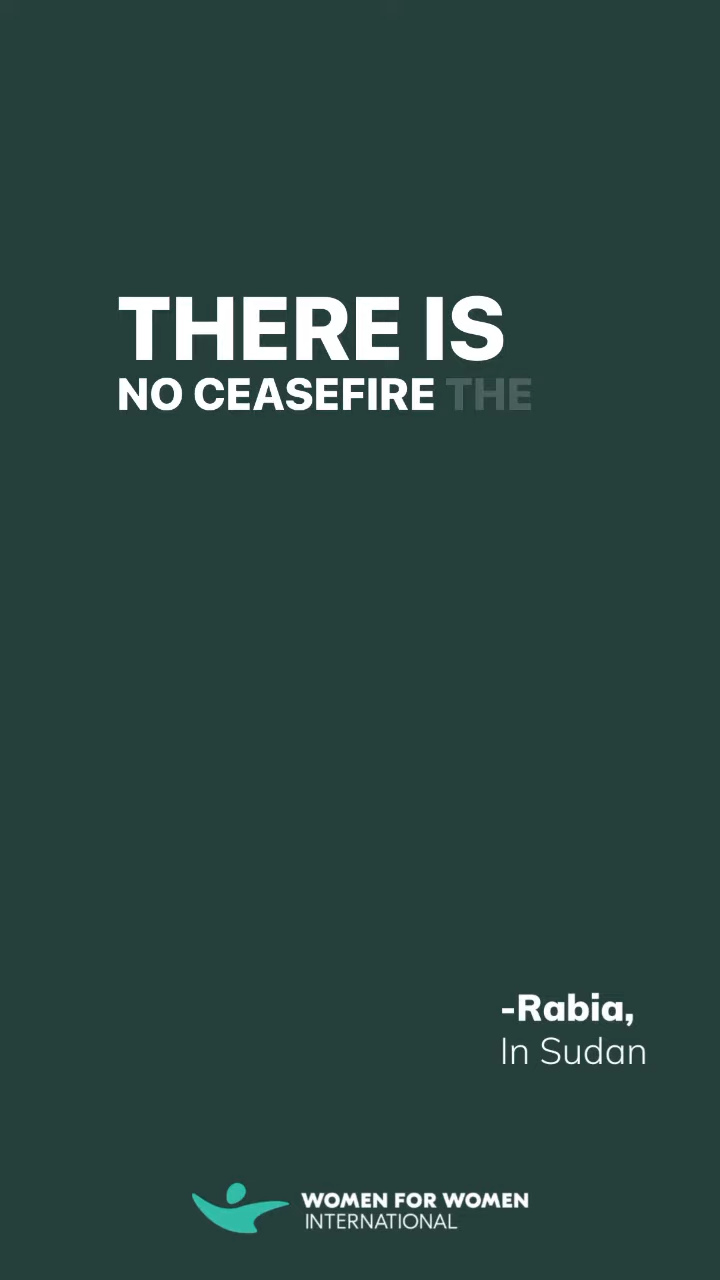 THERE IS
NO CEASEFIRE THE
-Rabia,
In Sudan
WOMEN FOR WOMEN
INTERNATIONAL